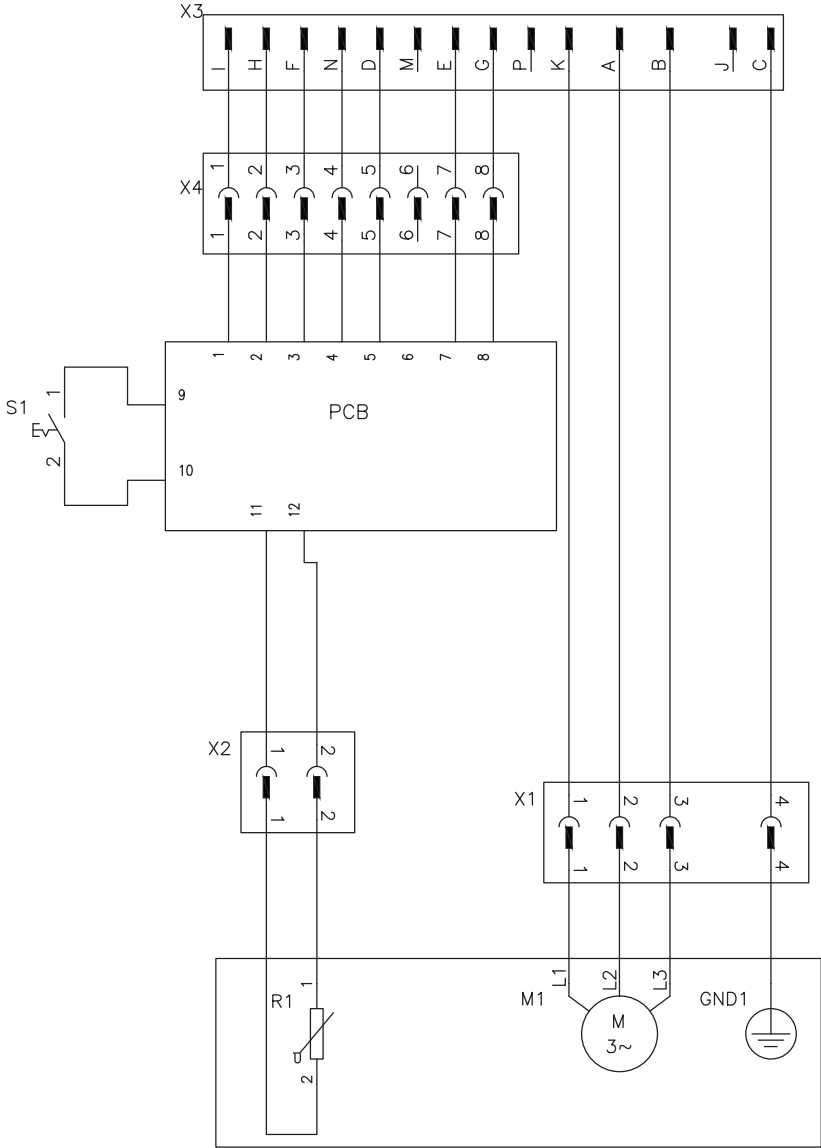 X3
I H F N D M E G P K A B J C
1 2 3 4 5 6 7 8
X4
1 2 3 4 5 6 7 8
1 2 3 4 5 6 7 8
S1
1
2
9
10
PCB
11 12
X2
1 2
1 2
X1
1 2 3 4
1 2 3 4
L1 L2 L3
R1
1
2
M1
M
3~
GND1